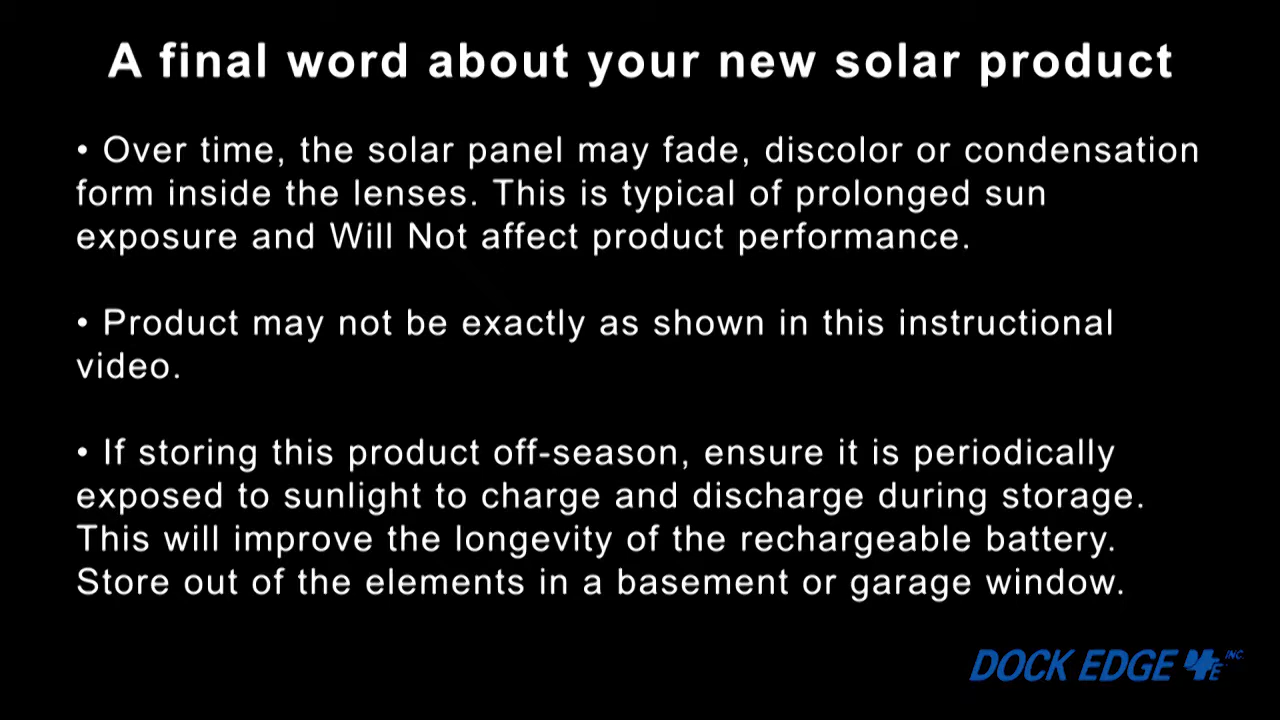 A final word about your new solar product
• Over time, the solar panel may fade, discolor or condensation
form inside the lenses. This is typical of prolonged sun
exposure and Will Not affect product performance.
• Product may not be exactly as shown in this instructional
video.
• If storing this product off-season, ensure it is periodically
exposed to sunlight to charge and discharge during storage.
This will improve the longevity of the rechargeable battery.
Store out of the elements in a basement or garage window.
DOCK EDGE INC.